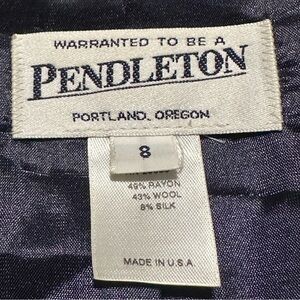 WARRANTED TO BE A
PENDLETON
PORTLAND, OREGON
8
49% RAYON
43% WOOL
8% SILK
MADE IN U.S.A.